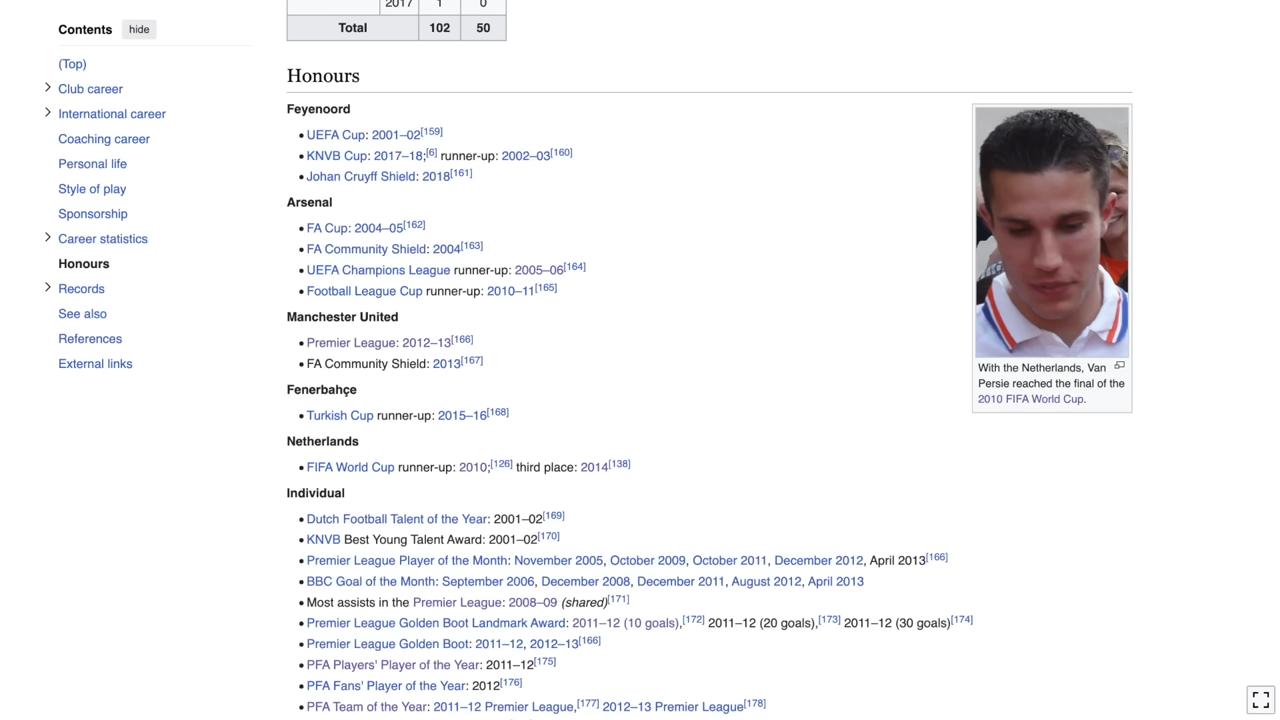 2017 1 0
Total 102 50
Contents hide
(Top)
Club career
International career
Coaching career
Personal life
Style of play
Sponsorship
Career statistics
Honours
Records
See also
References
External links
Honours
Feyenoord
• UEFA Cup: 2001–02[159]
• KNVB Cup: 2017–18;[6] runner-up: 2002–03[160]
• Johan Cruyff Shield: 2018[161]
Arsenal
• FA Cup: 2004–05[162]
• FA Community Shield: 2004[163]
• UEFA Champions League runner-up: 2005–06[164]
• Football League Cup runner-up: 2010–11[165]
Manchester United
• Premier League: 2012–13[166]
• FA Community Shield: 2013[167]
Fenerbahçe
• Turkish Cup runner-up: 2015–16[168]
Netherlands
• FIFA World Cup runner-up: 2010;[126] third place: 2014[138]
Individual
• Dutch Football Talent of the Year: 2001–02[169]
• KNVB Best Young Talent Award: 2001–02[170]
• Premier League Player of the Month: November 2005, October 2009, October 2011, December 2012, April 2013[166]
• BBC Goal of the Month: September 2006, December 2008, December 2011, August 2012, April 2013
• Most assists in the Premier League: 2008–09 (shared)[171]
• Premier League Golden Boot Landmark Award: 2011–12 (10 goals),[172] 2011–12 (20 goals),[173] 2011–12 (30 goals)[174]
• Premier League Golden Boot: 2011–12, 2012–13[166]
• PFA Players' Player of the Year: 2011–12[175]
• PFA Fans' Player of the Year: 2012[176]
• PFA Team of the Year: 2011–12 Premier League,[177] 2012–13 Premier League[178]
With the Netherlands, Van
Persie reached the final of the
2010 FIFA World Cup.